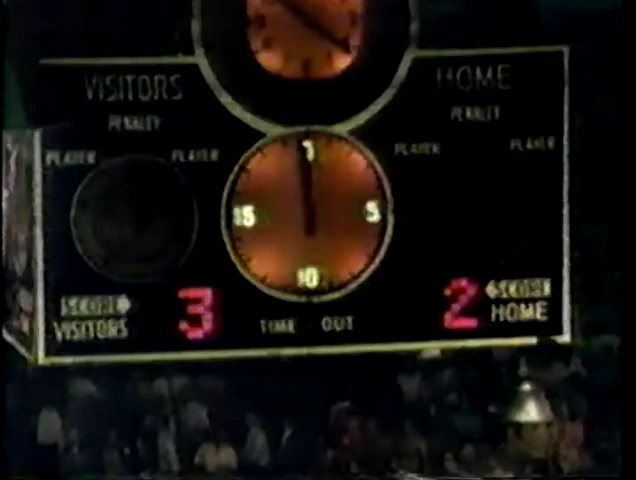 VISITORS
HOME
PENALTY
PENALTY
PLAYER
PLAYER
PLAYER
PLAYER
15
5
10
SCORE
VISITORS
3
TIME OUT
2
SCORE
HOME